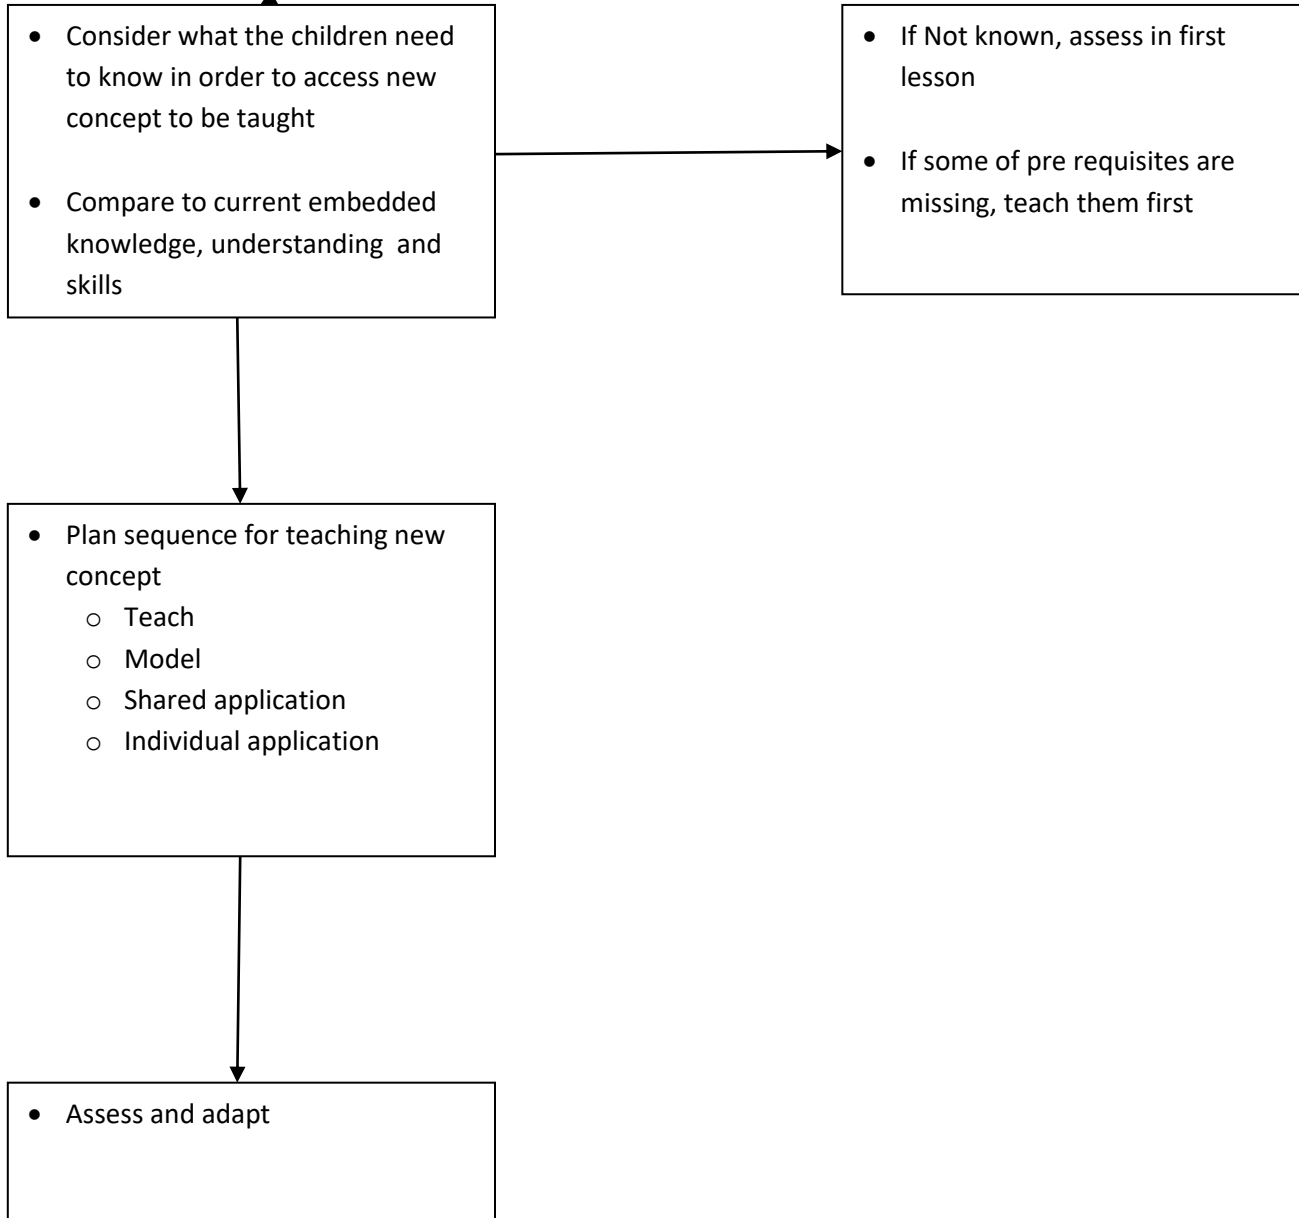 • Consider what the children need
to know in order to access new
concept to be taught
• Compare to current embedded
knowledge, understanding  and
skills
• If Not known, assess in first
lesson
• If some of pre requisites are
missing, teach them first
• Plan sequence for teaching new
concept
o Teach
o Model
o Shared application
o Individual application
• Assess and adapt